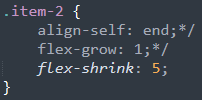 .item-2 {
align-self: end;*/
flex-grow: 1;*/
flex-shrink: 5;
}